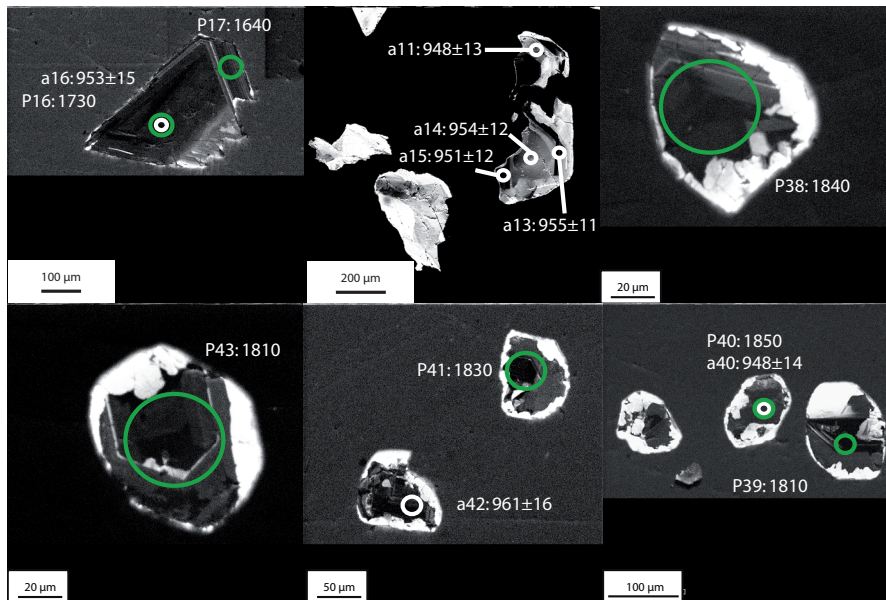 P17: 1640
a16: 953±15
P16: 1730
100 µm
a11: 948±13
a14: 954±12
a15: 951±12
a13: 955±11
200 µm
P38: 1840
20 µm
P43: 1810
20 µm
P41: 1830
a42: 961±16
50 µm
P40: 1850
a40: 948±14
P39: 1810
100 µm